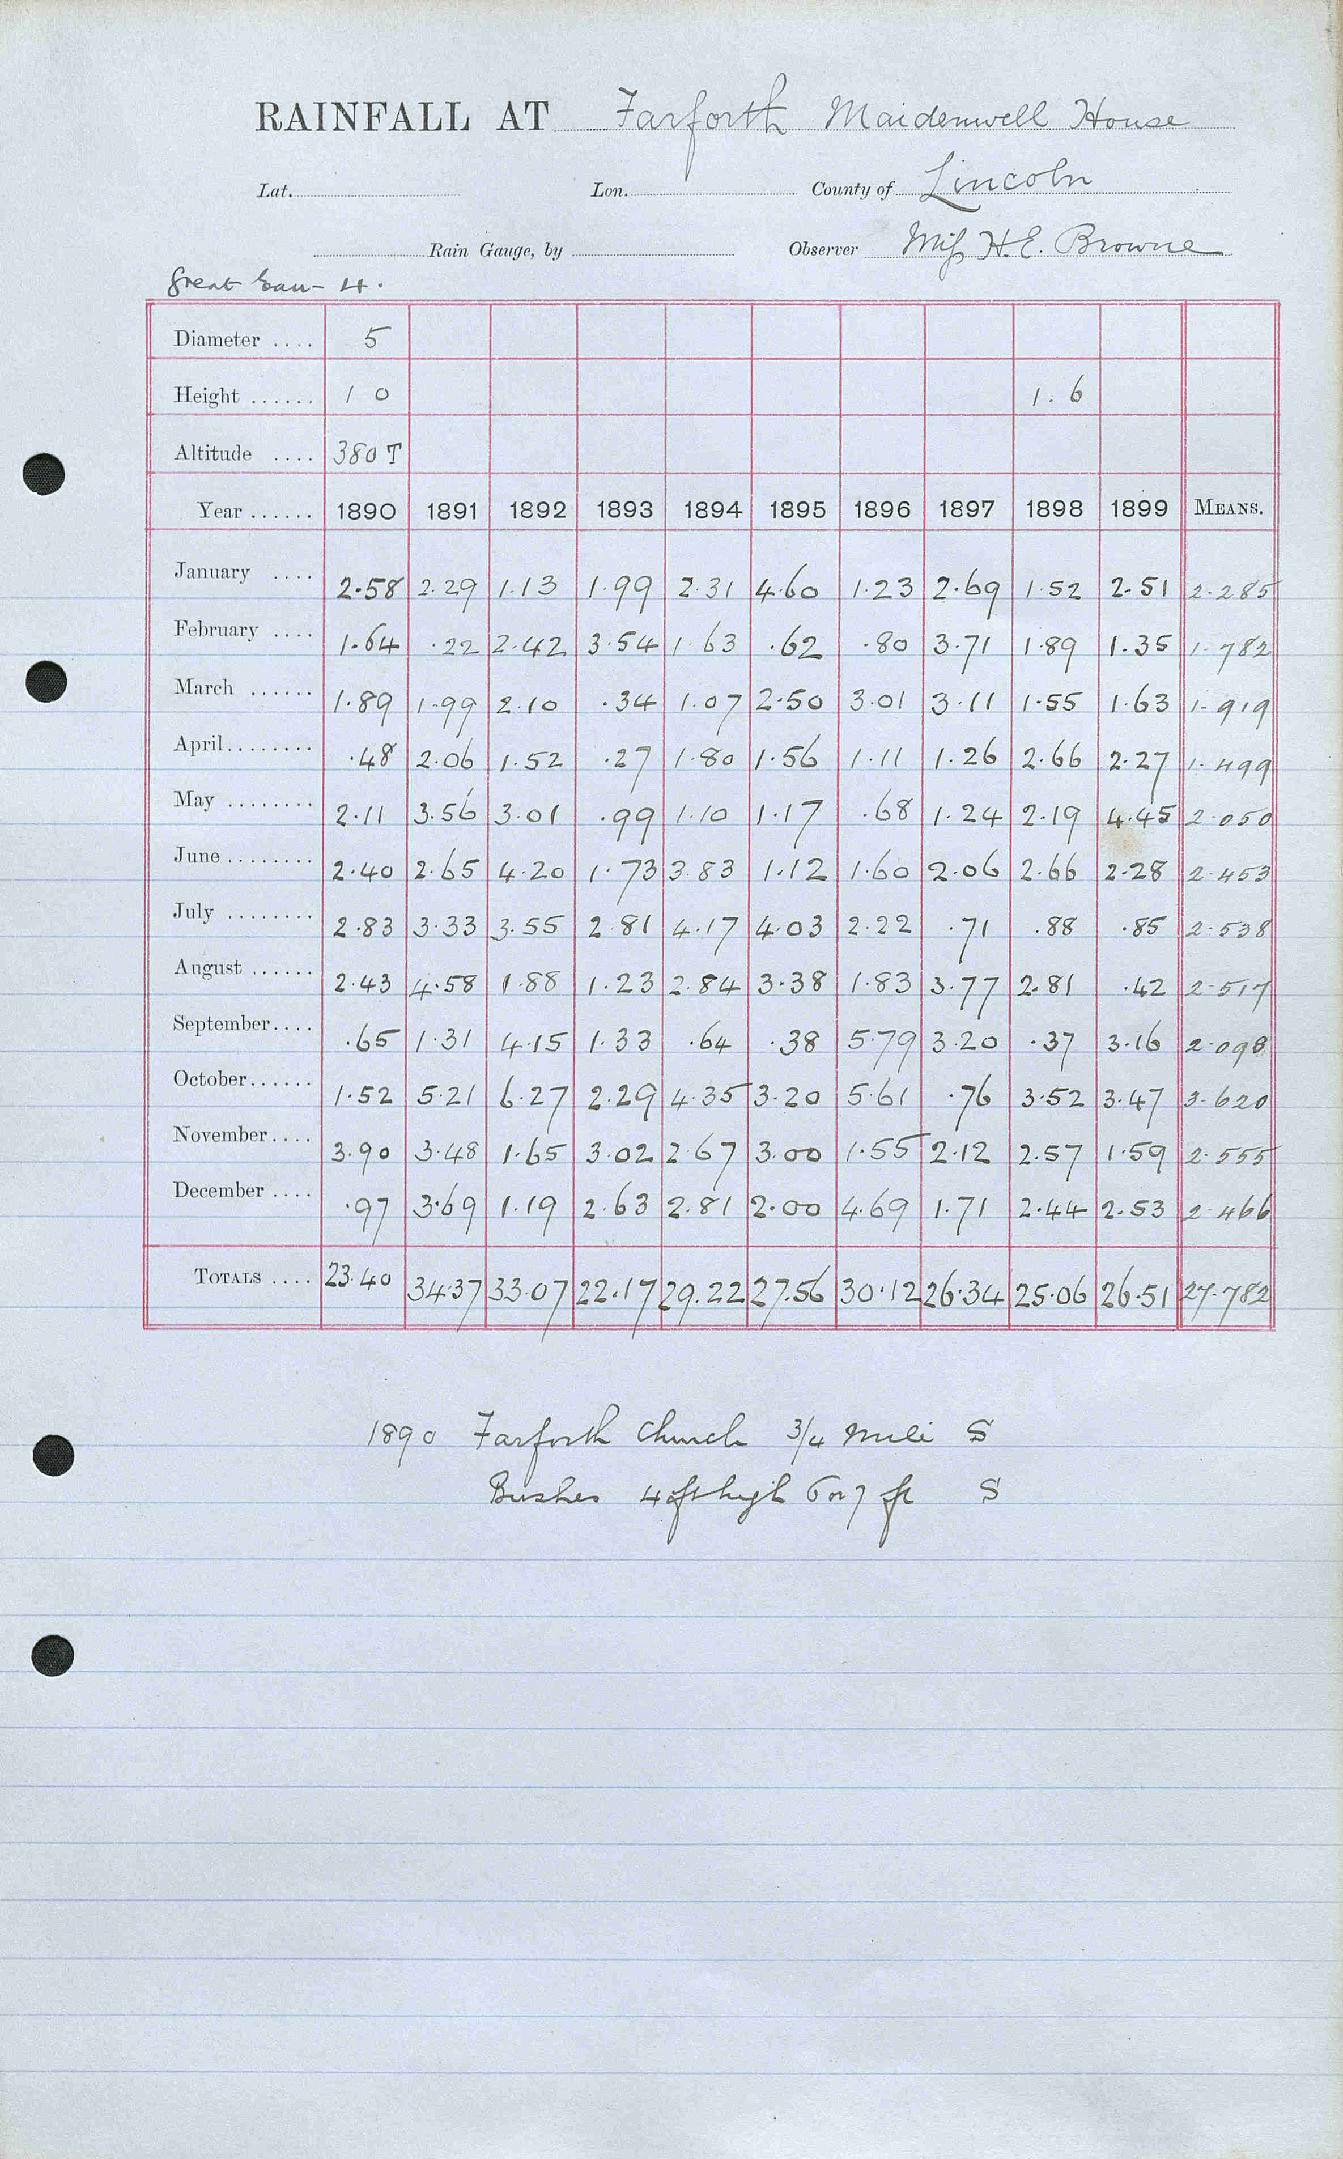 RAINFALL AT Farforth Maidenwell House
Lat. Lon. County of Lincoln
Rain Gauge, by Observer Miss H.E. Browne
Great Eau - 4.
Diameter .... 5
Height ...... 1 0 1.6
Altitude .... 380 T
Year ...... 1890 1891 1892 1893 1894 1895 1896 1897 1898 1899 MEANS.
January .... 2.58 2.29 1.13 1.99 2.31 4.60 1.23 2.69 1.52 2.51 2.285
February .... 1.64 .22 2.42 3.54 1.63 .62 .80 3.71 1.89 1.35 1.782
March ...... 1.89 1.99 2.10 .34 1.07 2.50 3.01 3.11 1.55 1.63 1.919
April ........ .48 2.06 1.52 .27 1.80 1.56 1.11 1.26 2.66 2.27 1.499
May ........ 2.11 3.56 3.01 .99 1.10 1.17 .68 1.24 2.19 4.45 2.050
June ........ 2.40 2.65 4.20 1.73 3.83 1.12 1.60 2.06 2.66 2.28 2.453
July ........ 2.83 3.33 3.55 2.81 4.17 4.03 2.22 .71 .88 .85 2.538
August ...... 2.43 4.58 1.88 1.23 2.84 3.38 1.83 3.77 2.81 .42 2.517
September .... .65 1.31 4.15 1.33 .64 .38 5.79 3.20 .37 3.16 2.098
October ...... 1.52 5.21 6.27 2.29 4.35 3.20 5.61 .76 3.52 3.47 3.620
November .... 3.90 3.48 1.65 3.02 2.67 3.00 1.55 2.12 2.57 1.59 2.555
December .... .97 3.69 1.19 2.63 2.81 2.00 4.69 1.71 2.44 2.53 2.466
TOTALS .... 23.40 34.37 33.07 22.17 29.22 27.56 30.12 26.34 25.06 26.51 27.782
1890 Farforth Church 3/4 mile S
Bushes 4 ft high 6 or 7 ft S